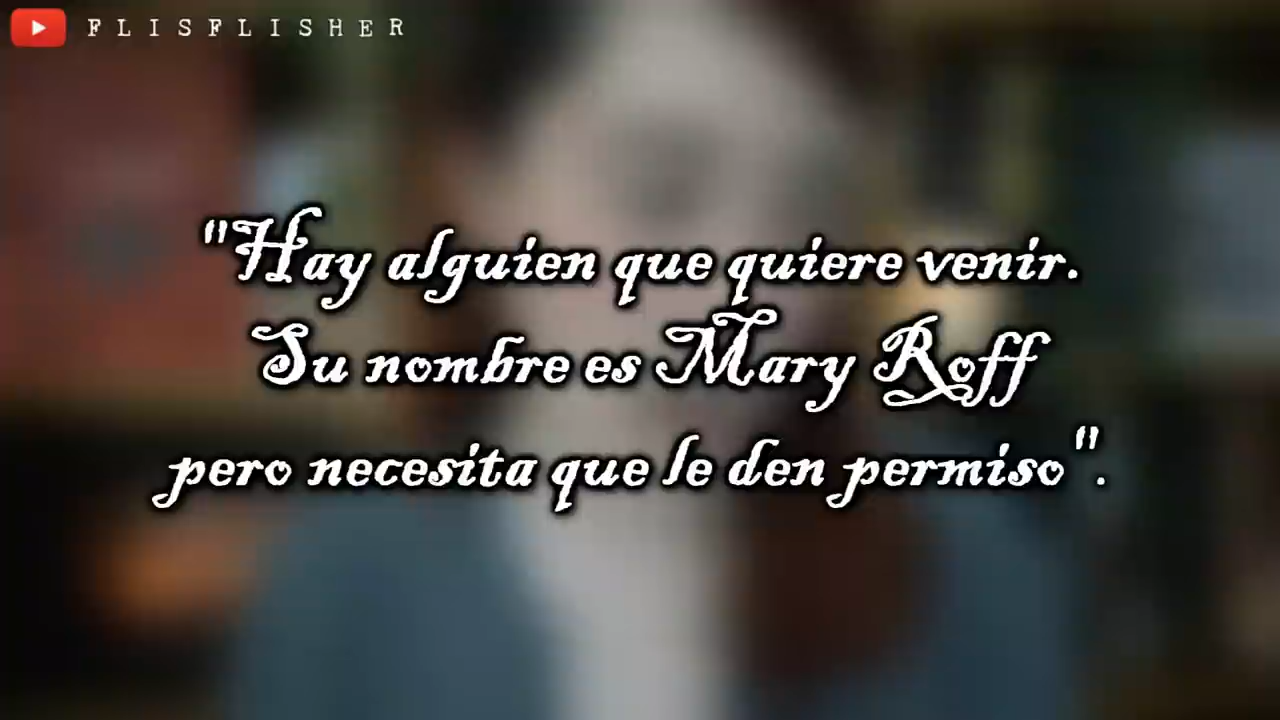 FLISFLISHER
"Hay alguien que quiere venir.
Su nombre es Mary Roff
pero necesita que le den permiso".